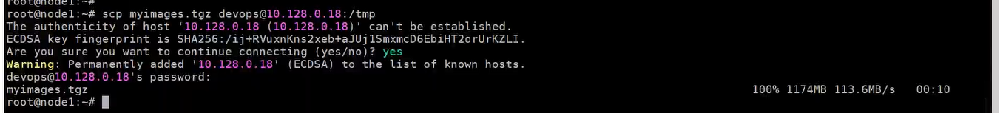 root@node1:~#
root@node1:~# scp myimages.tgz devops@10.128.0.18:/tmp
The authenticity of host '10.128.0.18 (10.128.0.18)' can't be established.
ECDSA key fingerprint is SHA256:/ij+RVuxnKns2xeb+aJUj1SmxmcD6EbiHT2orUrKZLI.
Are you sure you want to continue connecting (yes/no)? yes
Warning: Permanently added '10.128.0.18' (ECDSA) to the list of known hosts.
devops@10.128.0.18's password:
myimages.tgz 100% 1174MB 113.6MB/s 00:10
root@node1:~#